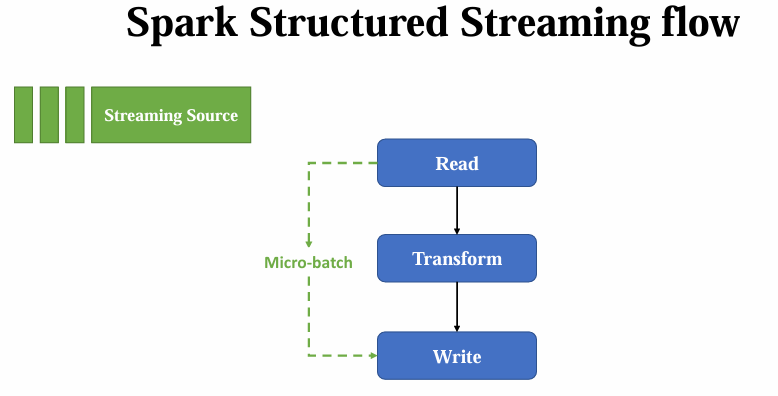 Spark Structured Streaming flow
Streaming Source
Read
Micro-batch
Transform
Write